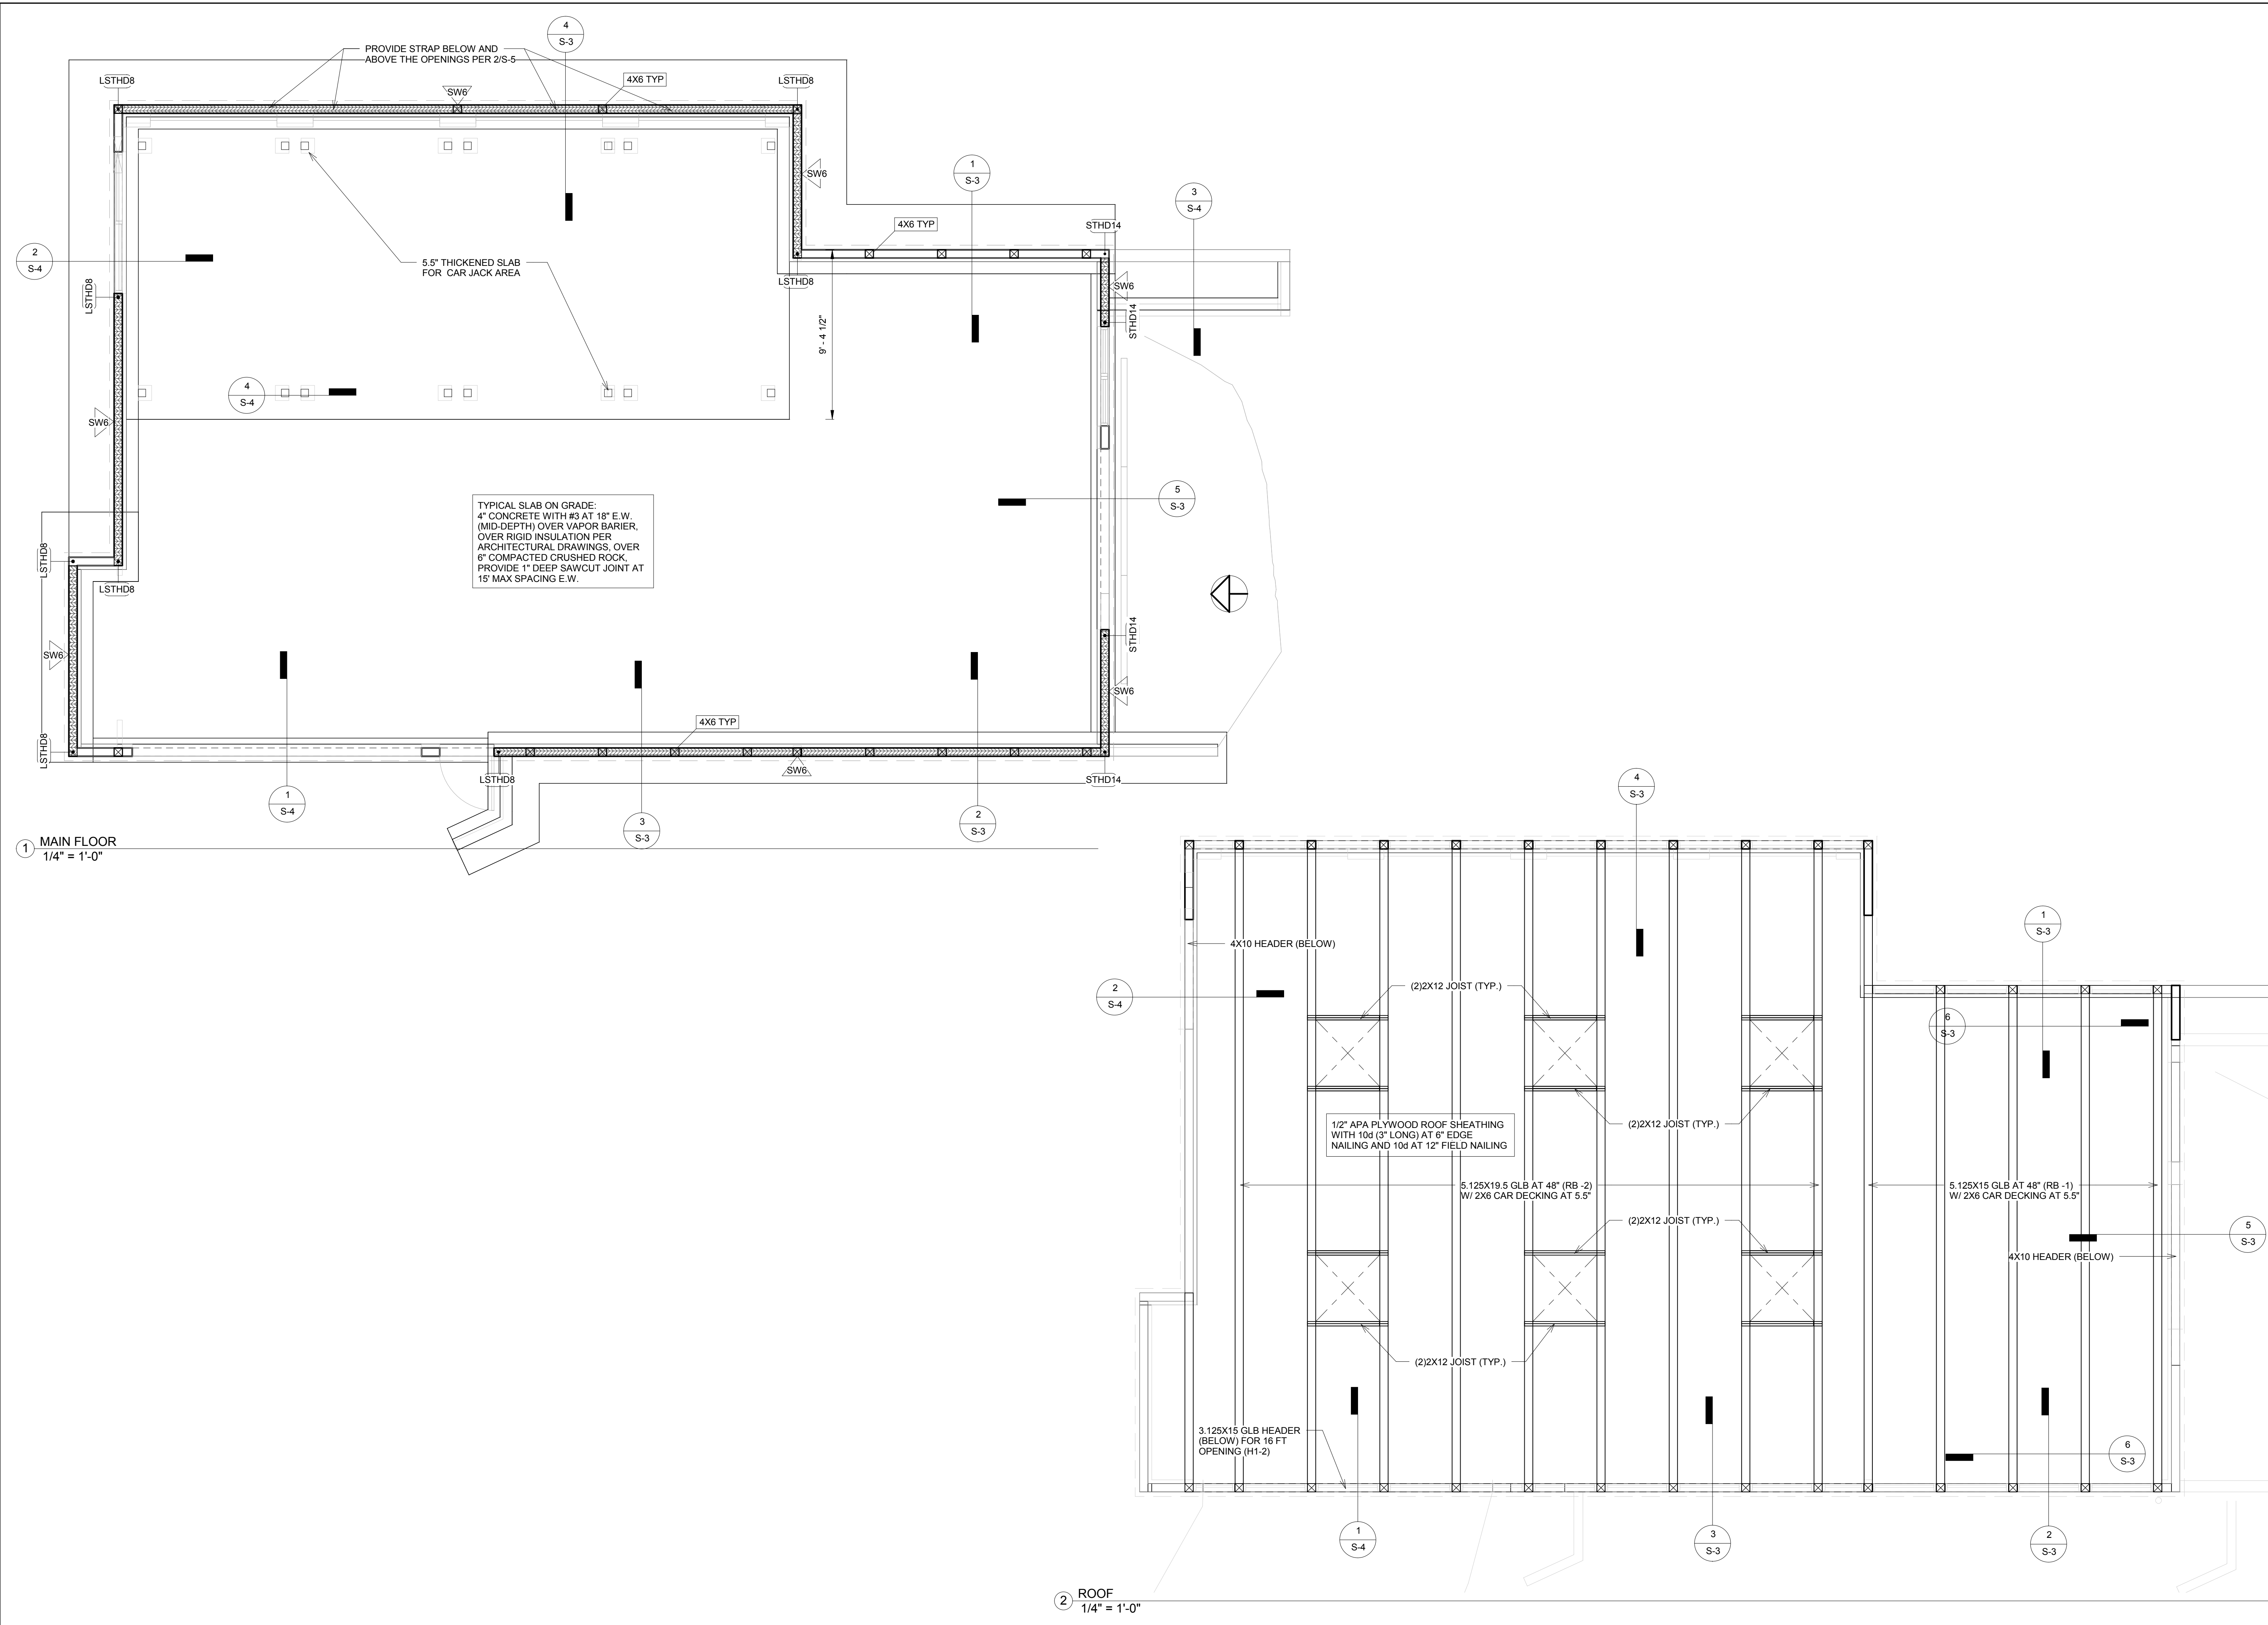 4
S-3
PROVIDE STRAP BELOW AND
ABOVE THE OPENINGS PER 2/S-5
LSTHD8
SW6
4X6 TYP
LSTHD8
SW6
1
S-3
3
S-4
4X6 TYP
STHD14
2
S-4
5.5" THICKENED SLAB
FOR CAR JACK AREA
LSTHD8
LSTHD8
SW6
STHD14
9' - 4 1/2"
4
S-4
SW6
TYPICAL SLAB ON GRADE:
4" CONCRETE WITH #3 AT 18" E.W.
(MID-DEPTH) OVER VAPOR BARIER,
OVER RIGID INSULATION PER
ARCHITECTURAL DRAWINGS, OVER
6" COMPACTED CRUSHED ROCK,
PROVIDE 1" DEEP SAWCUT JOINT AT
15' MAX SPACING E.W.
5
S-3
LSTHD8
LSTHD8
SW6
STHD14
SW6
4X6 TYP
LSTHD8
LSTHD8
SW6
STHD14
1
S-4
3
S-3
2
S-3
1 MAIN FLOOR
1/4" = 1'-0"
4
S-3
4X10 HEADER (BELOW)
1
S-3
2
S-4
(2)2X12 JOIST (TYP.)
6
S-3
1/2" APA PLYWOOD ROOF SHEATHING
WITH 10d (3" LONG) AT 6" EDGE
NAILING AND 10d AT 12" FIELD NAILING
(2)2X12 JOIST (TYP.)
5.125X19.5 GLB AT 48" (RB -2)
W/ 2X6 CAR DECKING AT 5.5"
5.125X15 GLB AT 48" (RB -1)
W/ 2X6 CAR DECKING AT 5.5"
(2)2X12 JOIST (TYP.)
5
S-3
4X10 HEADER (BELOW)
(2)2X12 JOIST (TYP.)
3.125X15 GLB HEADER
(BELOW) FOR 16 FT
OPENING (H1-2)
6
S-3
1
S-4
3
S-3
2
S-3
2 ROOF
1/4" = 1'-0"